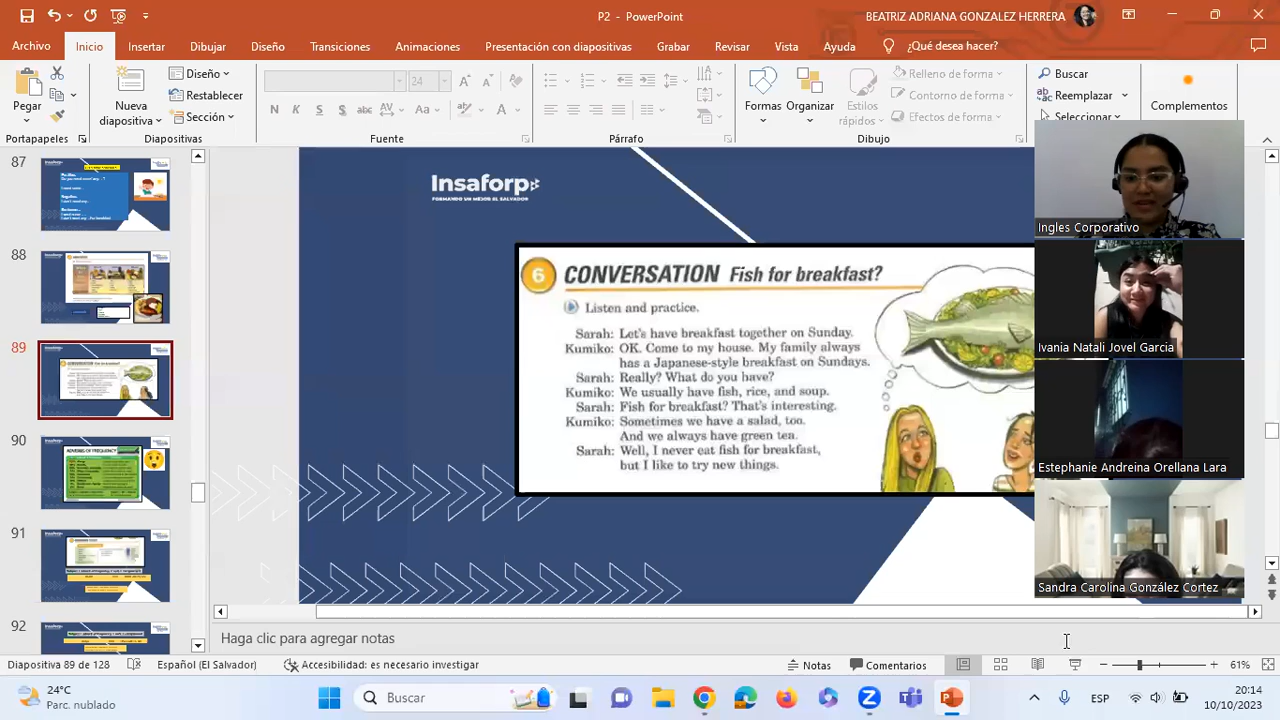 P2 - PowerPoint
BEATRIZ ADRIANA GONZALEZ HERRERA
Archivo
Inicio
Insertar
Dibujar
Diseño
Transiciones
Animaciones
Presentación con diapositivas
Grabar
Revisar
Vista
Ayuda
¿Qué desea hacer?
Pegar
Nueva diapositiva
Diseño
Restablecer
Sección
24
N K S abc AV Aa A
Formas
Organizar
Estilos rápidos
Relleno de forma
Contorno de forma
Efectos de forma
Buscar
Reemplazar
Seleccionar
Complementos
Portapapeles
Diapositivas
Fuente
Párrafo
Dibujo
87
88
89
90
ADVERBS OF FREQUENCY
91
92
Insaforp
FORMANDO UN MEJOR EL SALVADOR
6 CONVERSATION Fish for breakfast?
Listen and practice.
Sarah: Let's have breakfast together on Sunday.
Kumiko: OK. Come to my house. My family always
has a Japanese-style breakfast on Sundays.
Sarah: Really? What do you have?
Kumiko: We usually have fish, rice, and soup.
Sarah: Fish for breakfast? That's interesting.
Kumiko: Sometimes we have a salad, too.
And we always have green tea.
Sarah: Well, I never eat fish for breakfast,
but I like to try new things.
Ingles Corporativo
Ivania Natali Jovel Garcia
Estephanie Andreina Orellana
Sandra Carolina González Cortez
Haga clic para agregar notas
Diapositiva 89 de 128
Español (El Salvador)
Accesibilidad: es necesario investigar
Notas
Comentarios
61%
24°C
Parc. nublado
Buscar
ESP
20:14
10/10/2023